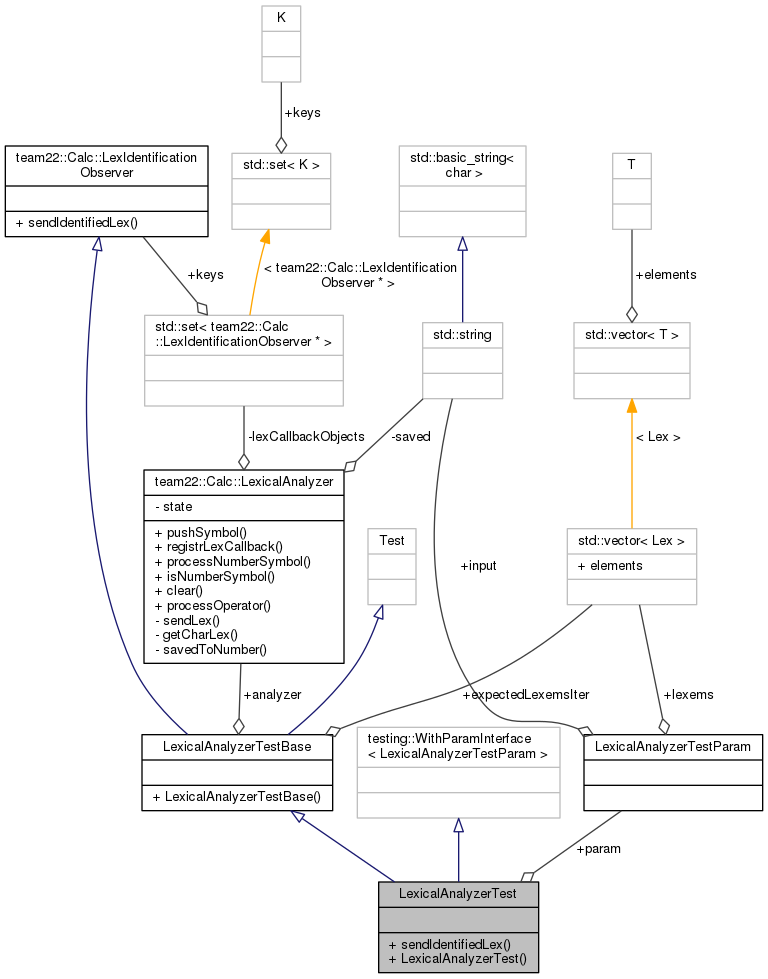 K
+keys
team22::Calc::LexIdentification
Observer
+ sendIdentifiedLex()
std::set< K >
std::basic_string<
char >
T
+keys
< team22::Calc::LexIdentification
Observer * >
+elements
std::set< team22::Calc
::LexIdentificationObserver * >
std::string
std::vector< T >
-lexCallbackObjects
-saved
< Lex >
team22::Calc::LexicalAnalyzer
- state
+ pushSymbol()
+ registrLexCallback()
+ processNumberSymbol()
+ isNumberSymbol()
+ clear()
+ processOperator()
- sendLex()
- getCharLex()
- savedToNumber()
Test
std::vector< Lex >
+ elements
+input
+analyzer
+expectedLexemsIter
+lexems
LexicalAnalyzerTestBase
+ LexicalAnalyzerTestBase()
testing::WithParamInterface
< LexicalAnalyzerTestParam >
LexicalAnalyzerTestParam
+param
LexicalAnalyzerTest
+ sendIdentifiedLex()
+ LexicalAnalyzerTest()